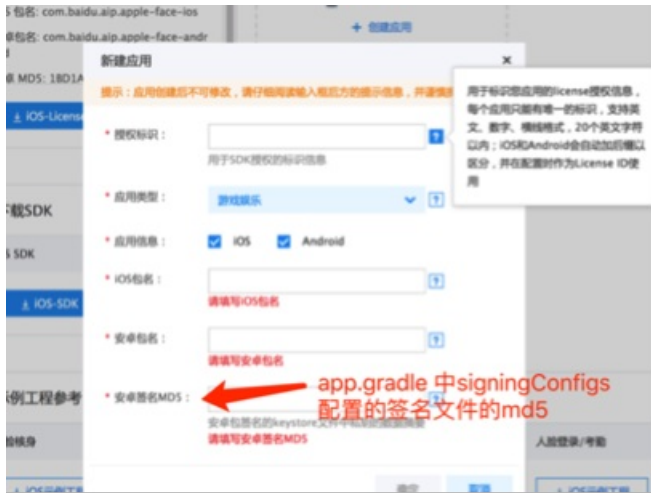 包名: com.baidu.aip.apple-face-ios
包名: com.baidu.aip.apple-face-andr
MD5: 18D1A
iOS-License
+ 创建应用
新建应用
×
提示：应用创建后不可修改，请仔细阅读输入框后方的提示信息，并谨慎
用于标识您应用的license授权信息，
每个应用只能有唯一的标识，支持英
文、数字、横线格式，20个英文字符
以内；iOS和Android会自动加后缀以
区分，并在配置时作为License ID使
用
* 授权标识：
?
用于SDK授权的标识信息
下载SDK
* 应用类型：
游戏娱乐
?
SDK
* 应用信息：
iOS
Android
* iOS包名：
?
iOS-SDK
请填写iOS包名
* 安卓包名：
?
请填写安卓包名
示例工程参考
* 安卓签名MD5：
?
app.gradle 中signingConfigs
配置的签名文件的md5
请填写安卓签名MD5
人脸登录/考勤
确定
取消
iOS示例工程